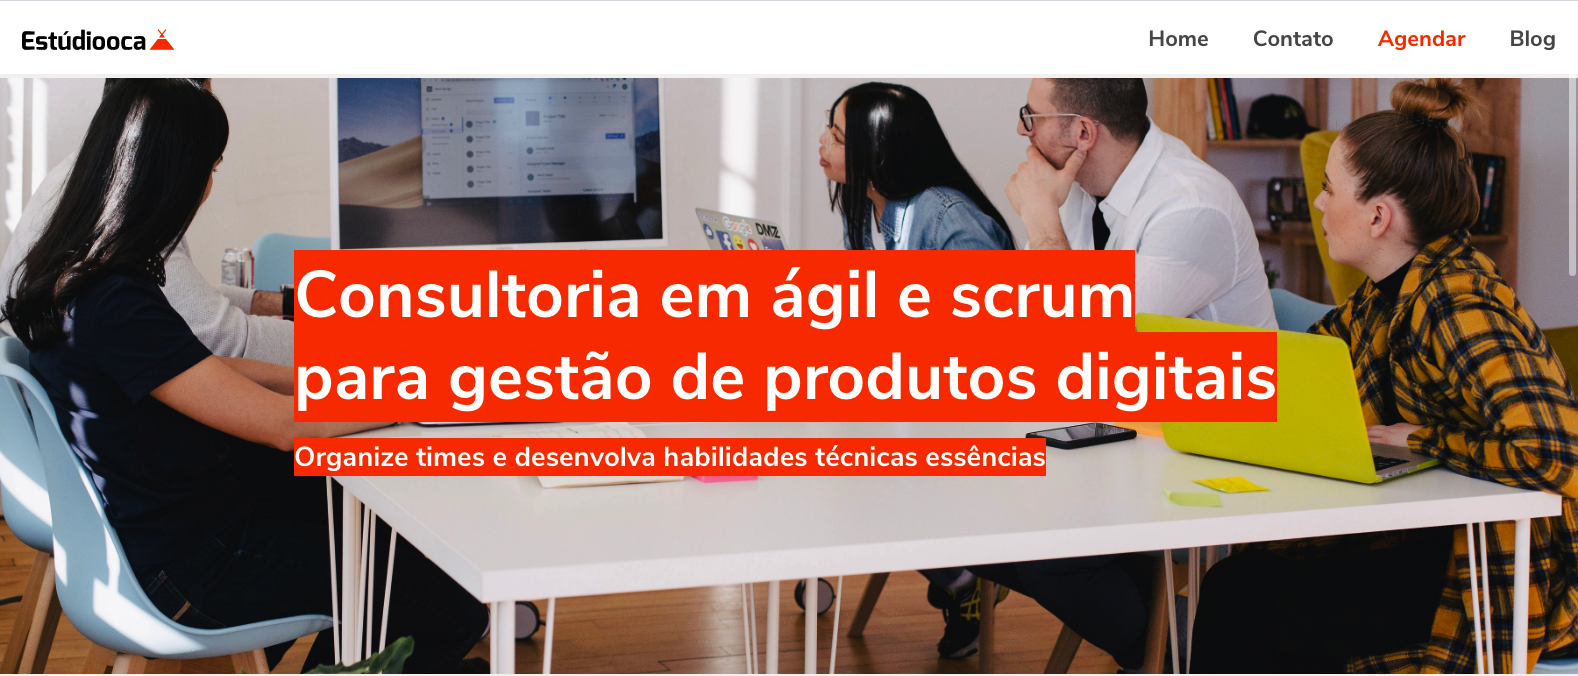 Estúdiooca
Home Contato Agendar Blog
DMZ
Consultoria em ágil e scrum
para gestão de produtos digitais
Organize times e desenvolva habilidades técnicas essências